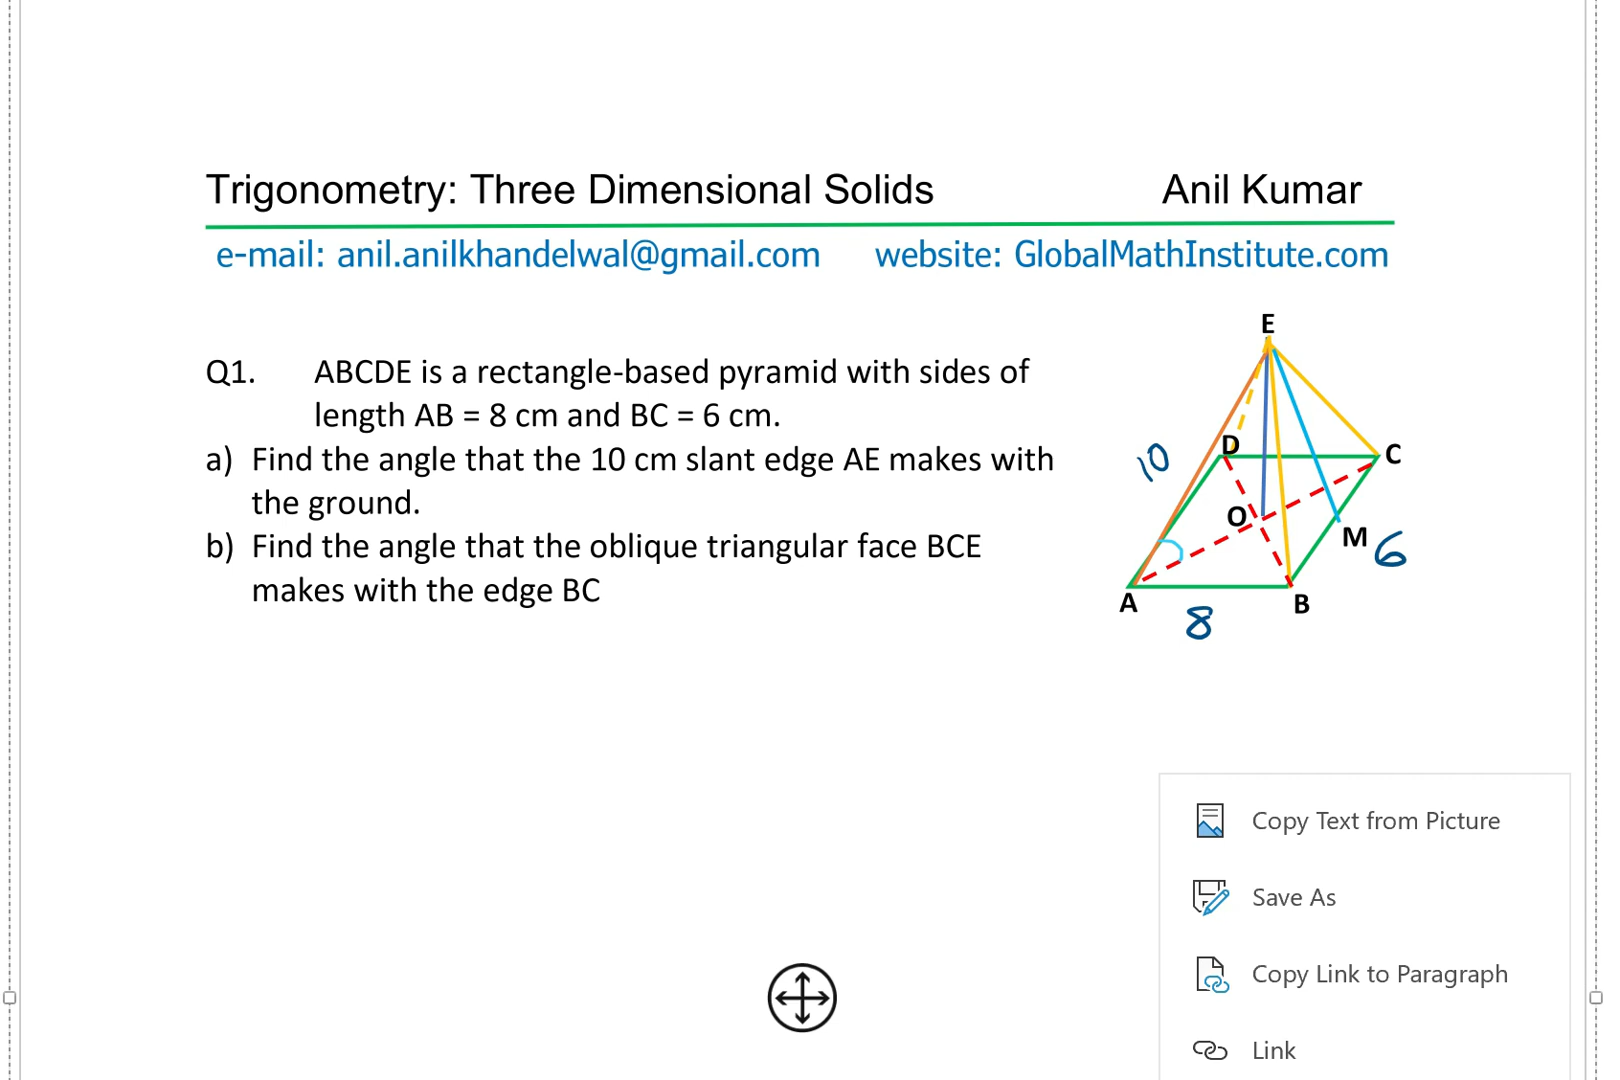 Trigonometry: Three Dimensional Solids Anil Kumar
e-mail: anil.anilkhandelwal@gmail.com website: GlobalMathInstitute.com
Q1. ABCDE is a rectangle-based pyramid with sides of
length AB = 8 cm and BC = 6 cm.
a) Find the angle that the 10 cm slant edge AE makes with
the ground.
b) Find the angle that the oblique triangular face BCE
makes with the edge BC
E
D
C
10
O
M
6
A
B
8
Copy Text from Picture
Save As
Copy Link to Paragraph
Link